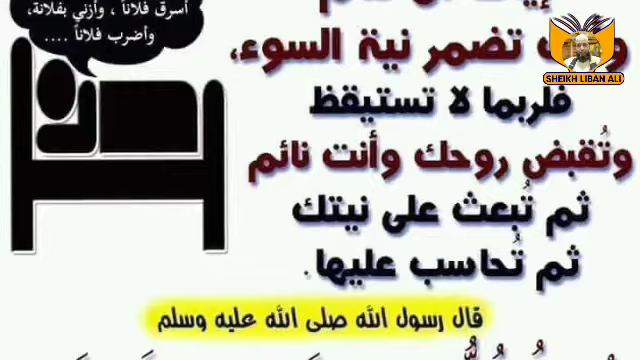 أسرق فلاناً ، وأزني بفلانة،
وأضرب فلاناً ....
تضمر نية السوء،
فلربما لا تستيقظ
وتُقبض روحك وأنت نائم
ثم تُبعث على نيتك
ثم تُحاسب عليها .
قال رسول الله صلى الله عليه وسلم
SHEIKH LIBAN ALI